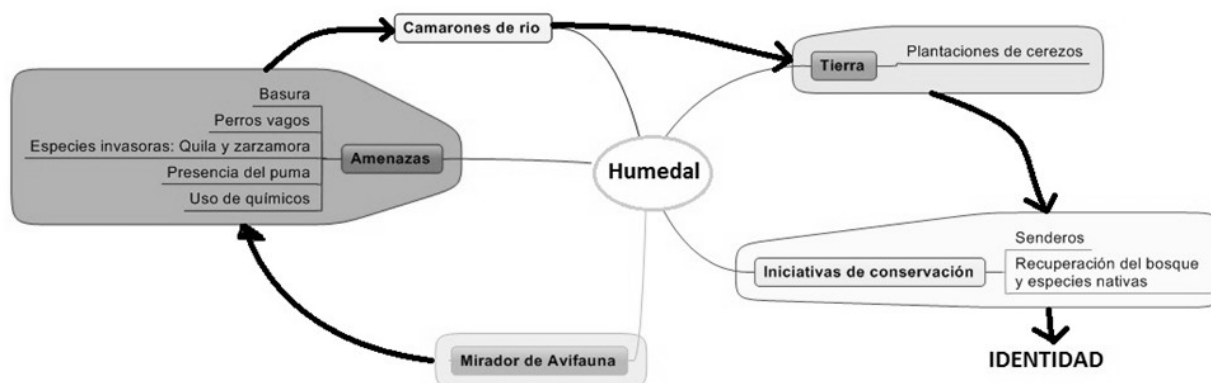 Camarones de rio
Tierra
Plantaciones de cerezos
Basura
Perros vagos
Especies invasoras: Quila y zarzamora
Presencia del puma
Uso de químicos
Amenazas
Humedal
Iniciativas de conservación
Senderos
Recuperación del bosque
y especies nativas
Mirador de Avifauna
IDENTIDAD